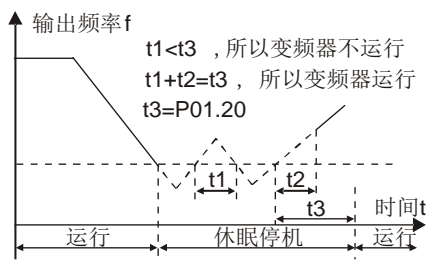 输出频率f
t1<t3 ,所以变频器不运行
t1+t2=t3 , 所以变频器运行
t3=P01.20
t1
t2
t3
时间t
运行
休眠停机
运行